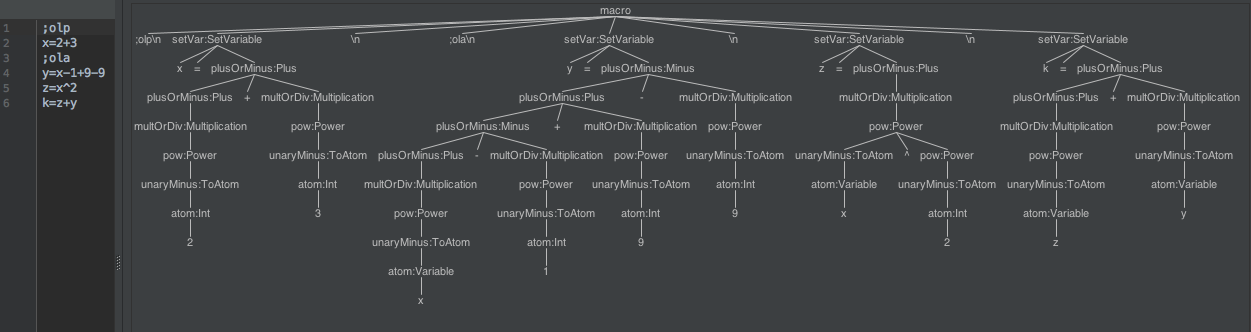 1 ;olp
2 x=2+3
3 ;ola
4 y=x-1+9-9
5 z=x^2
6 k=z+y
macro
;olp\n setVar:SetVariable \n ;ola\n setVar:SetVariable \n setVar:SetVariable \n setVar:SetVariable
x = plusOrMinus:Plus y = plusOrMinus:Minus z = plusOrMinus:Plus k = plusOrMinus:Plus
plusOrMinus:Plus + multOrDiv:Multiplication plusOrMinus:Plus - multOrDiv:Multiplication multOrDiv:Multiplication plusOrMinus:Plus + multOrDiv:Multiplication
multOrDiv:Multiplication pow:Power plusOrMinus:Minus + multOrDiv:Multiplication pow:Power pow:Power multOrDiv:Multiplication pow:Power
pow:Power unaryMinus:ToAtom plusOrMinus:Plus - multOrDiv:Multiplication pow:Power unaryMinus:ToAtom unaryMinus:ToAtom ^ pow:Power pow:Power unaryMinus:ToAtom
unaryMinus:ToAtom atom:Int multOrDiv:Multiplication pow:Power unaryMinus:ToAtom atom:Int atom:Variable unaryMinus:ToAtom unaryMinus:ToAtom atom:Variable
atom:Int 3 pow:Power unaryMinus:ToAtom atom:Int 9 x atom:Int atom:Variable y
2 unaryMinus:ToAtom atom:Int 9 2 z
atom:Variable 1
x